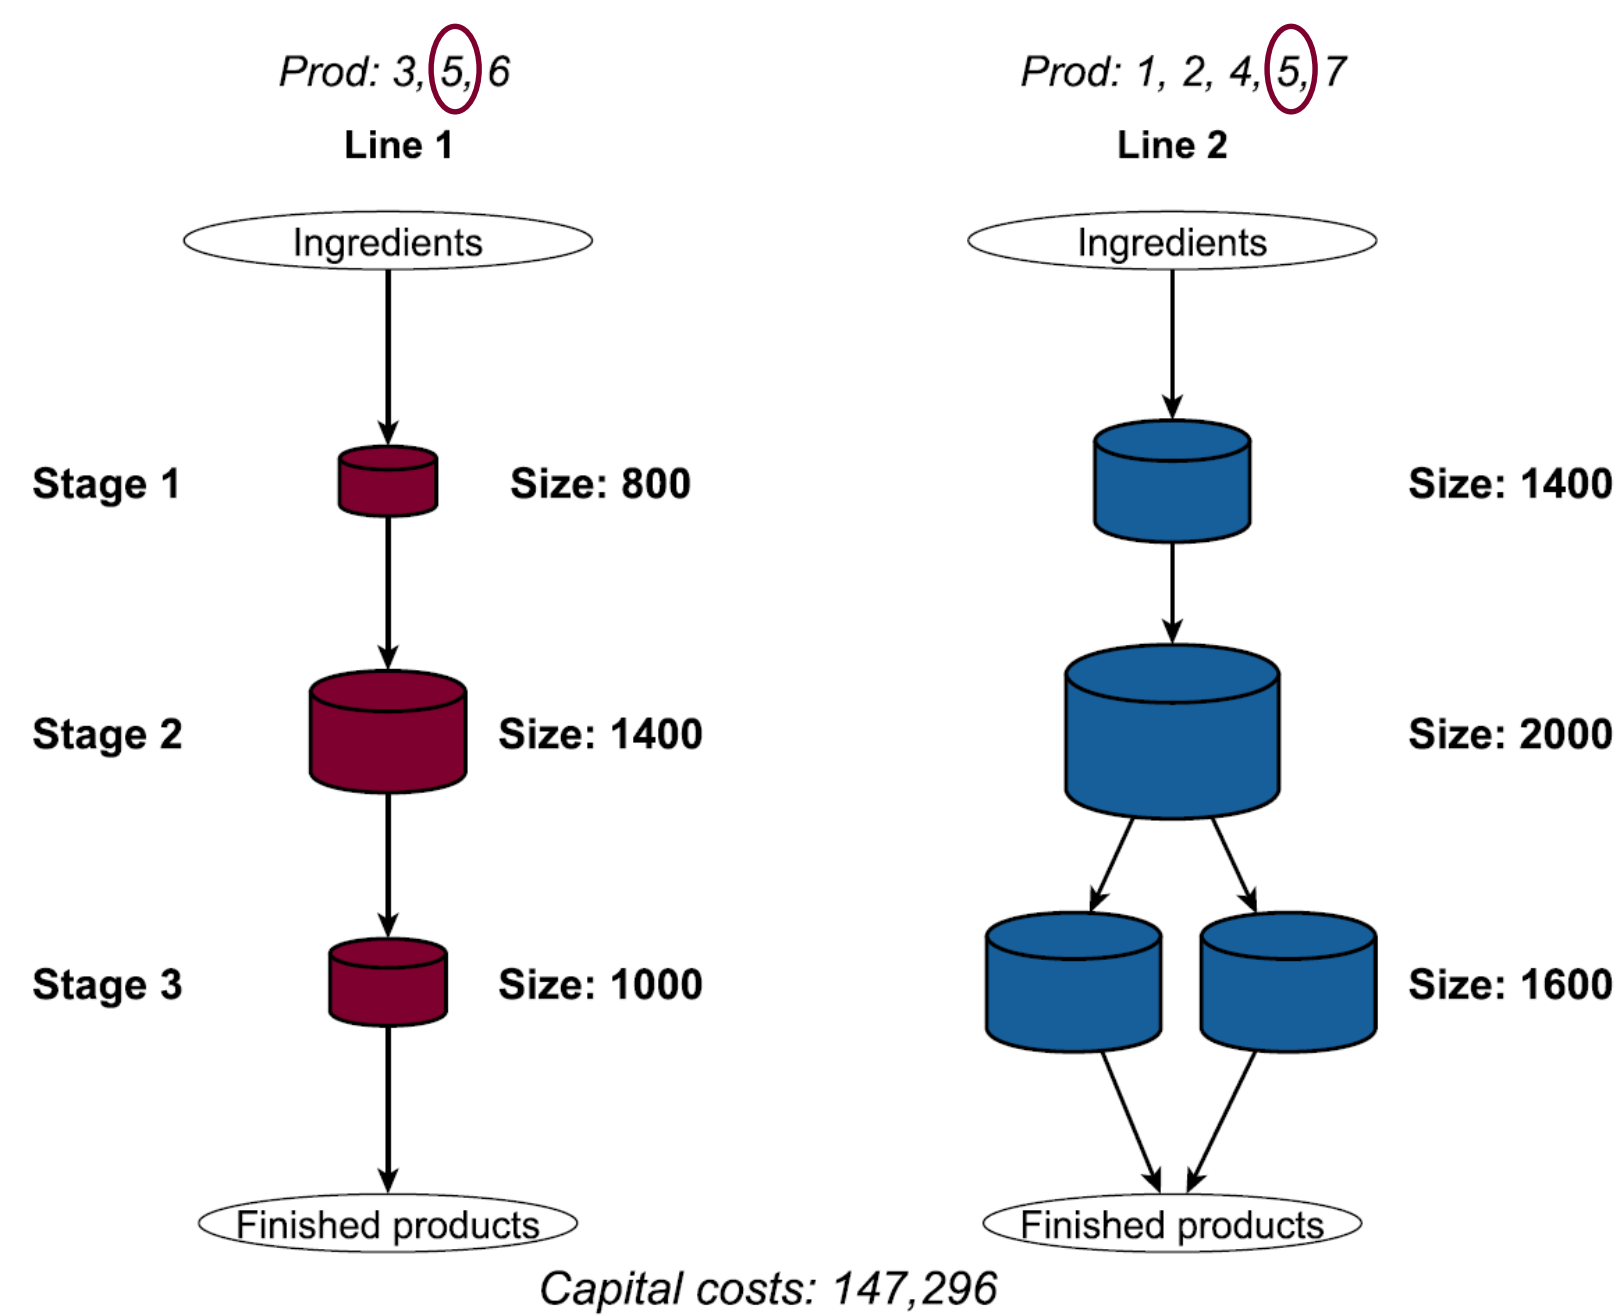 Prod: 3, 5, 6
Prod: 1, 2, 4, 5, 7
Line 1
Line 2
Ingredients
Ingredients
Stage 1
Size: 800
Size: 1400
Stage 2
Size: 1400
Size: 2000
Stage 3
Size: 1000
Size: 1600
Finished products
Finished products
Capital costs: 147,296